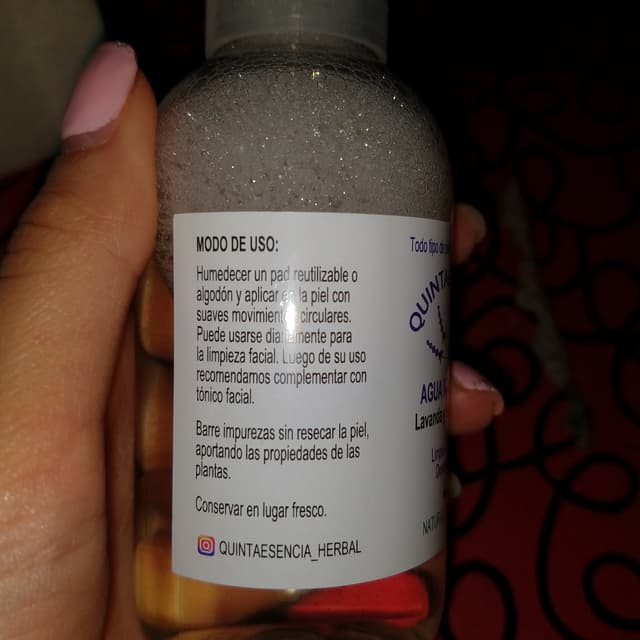 MODO DE USO:
Humedecer un pad reutilizable o
algodón y aplicar en la piel con
suaves movimientos circulares.
Puede usarse diariamente para
la limpieza facial. Luego de su uso
recomendamos complementar con
tónico facial.
Barre impurezas sin resecar la piel,
aportando las propiedades de las
plantas.
Conservar en lugar fresco.
QUINTAESENCIA_HERBAL
Todo tipo de
QUINTA
AGUA
Lavanda